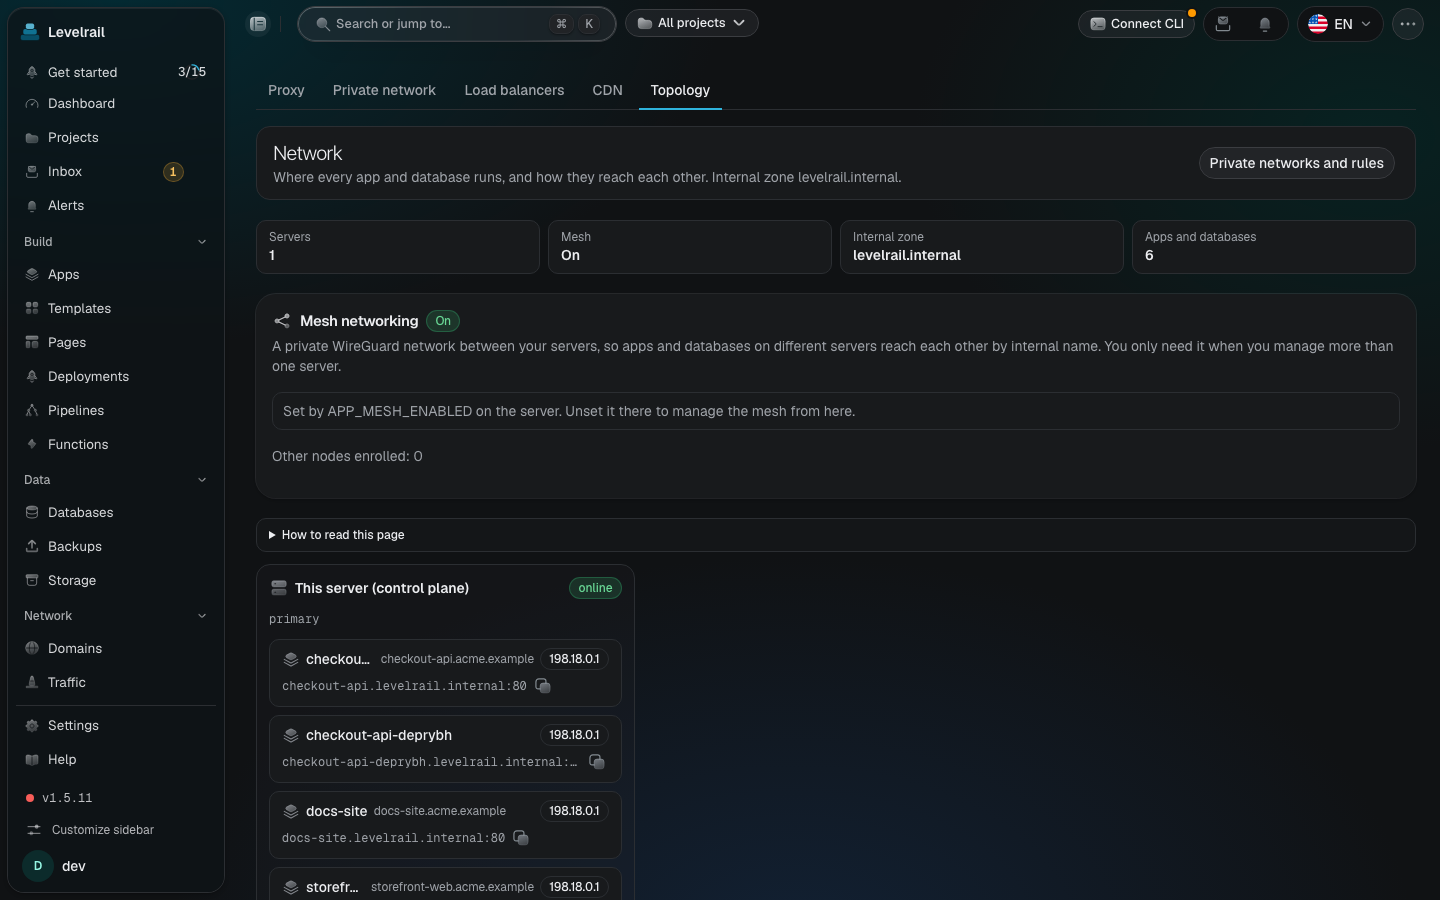 Levelrail
Get started 3/15
Dashboard
Projects
Inbox 1
Alerts
Build
Apps
Templates
Pages
Deployments
Pipelines
Functions
Data
Databases
Backups
Storage
Network
Domains
Traffic
Settings
Help
v1.5.11
Customize sidebar
D dev
Search or jump to... ⌘ K
All projects
Connect CLI
EN
Proxy Private network Load balancers CDN Topology
Network
Where every app and database runs, and how they reach each other. Internal zone levelrail.internal.
Private networks and rules
Servers
1
Mesh
On
Internal zone
levelrail.internal
Apps and databases
6
Mesh networking On
A private WireGuard network between your servers, so apps and databases on different servers reach each other by internal name. You only need it when you manage more than
one server.
Set by APP_MESH_ENABLED on the server. Unset it there to manage the mesh from here.
Other nodes enrolled: 0
How to read this page
This server (control plane) online
primary
checkou... checkout-api.acme.example 198.18.0.1
checkout-api.levelrail.internal:80
checkout-api-deprybh 198.18.0.1
checkout-api-deprybh.levelrail.internal:...
docs-site docs-site.acme.example 198.18.0.1
docs-site.levelrail.internal:80
storefr... storefront-web.acme.example 198.18.0.1